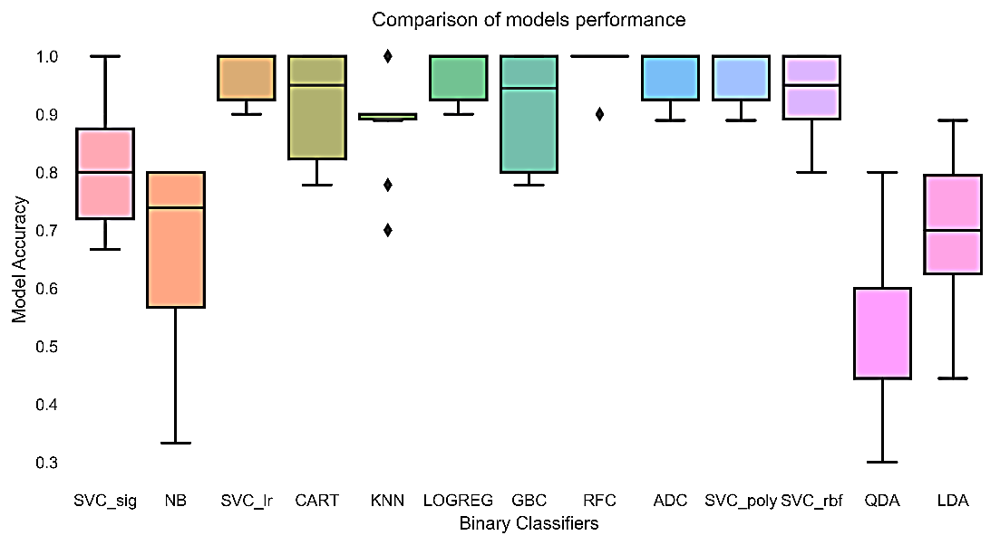 Comparison of models performance
Model Accuracy
1.0
0.9
0.8
0.7
0.6
0.5
0.4
0.3
SVC_sig NB SVC_lr CART KNN LOGREG GBC RFC ADC SVC_poly SVC_rbf QDA LDA
Binary Classifiers